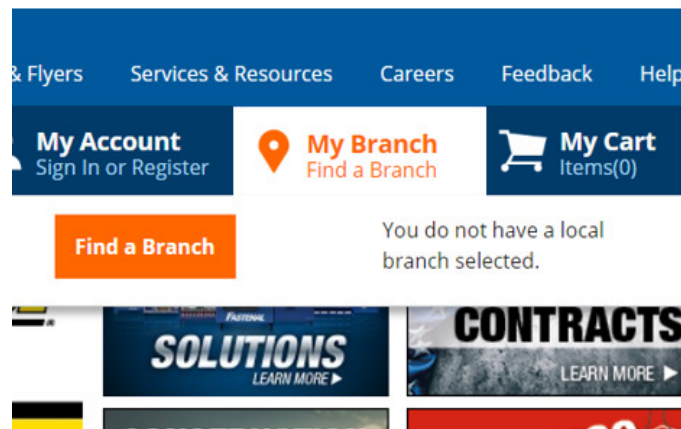 & Flyers Services & Resources Careers Feedback Help
My Account
Sign In or Register
My Branch
Find a Branch
My Cart
Items(0)
Find a Branch
You do not have a local
branch selected.
FASTENAL
SOLUTIONS
LEARN MORE
CONTRACTS
LEARN MORE